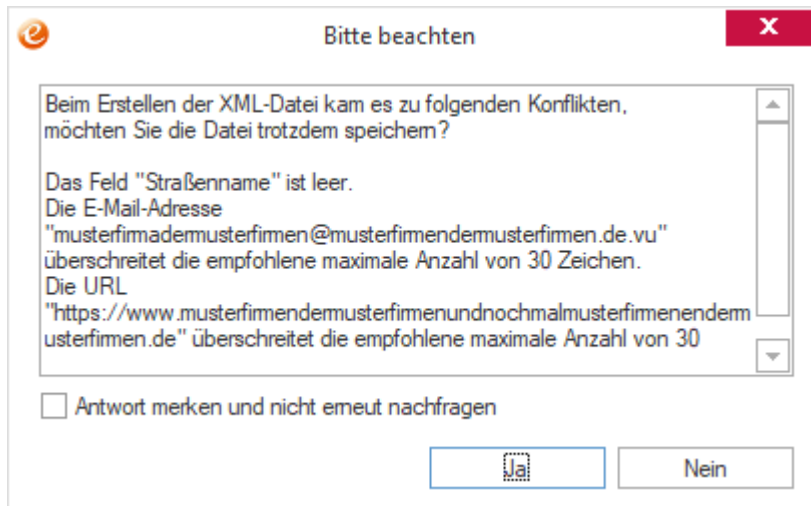 Bitte beachten
Beim Erstellen der XML-Datei kam es zu folgenden Konflikten,
möchten Sie die Datei trotzdem speichern?
Das Feld "Straßenname" ist leer.
Die E-Mail-Adresse
"musterfirmadermusterfirmen@musterfirmendermusterfirmen.de.vu"
überschreitet die empfohlene maximale Anzahl von 30 Zeichen.
Die URL
"https://www.musterfirmendermusterfirmenundnochmalmusterfirmenenderm
usterfirmen.de" überschreitet die empfohlene maximale Anzahl von 30
Antwort merken und nicht erneut nachfragen
Ja
Nein